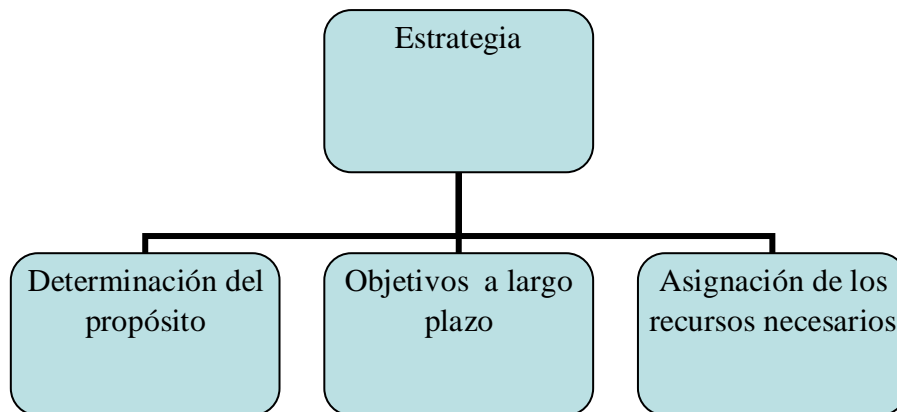 Estrategia
Determinación del
propósito
Objetivos a largo
plazo
Asignación de los
recursos necesarios